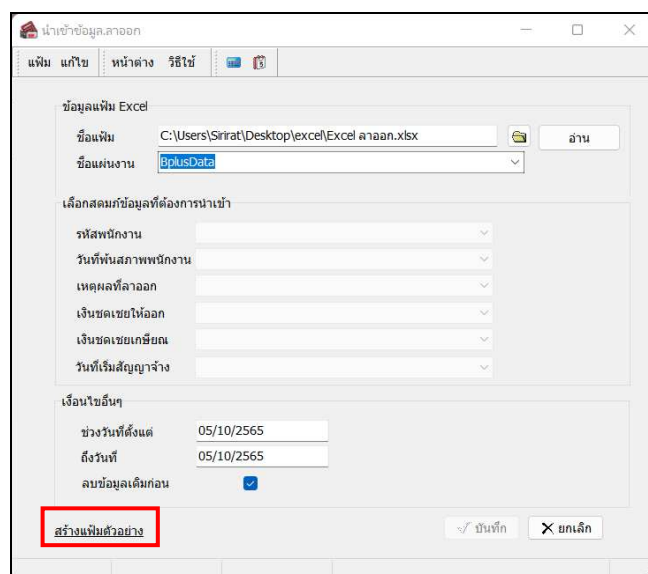 นำเข้าข้อมูล.ลาออก
แฟ้ม แก้ไข หน้าต่าง วิธีใช้
ข้อมูลแฟ้ม Excel
ชื่อแฟ้ม C:\Users\Sirirat\Desktop\excel\Excel ลาออก.xlsx อ่าน
ชื่อแผ่นงาน BplusData
เลือกสดมภ์ข้อมูลที่ต้องการนำเข้า
รหัสพนักงาน
วันที่พ้นสภาพพนักงาน
เหตุผลที่ลาออก
เงินชดเชยให้ออก
เงินชดเชยเกษียณ
วันที่เริ่มสัญญาจ้าง
เงื่อนไขอื่นๆ
ช่วงวันที่ตั้งแต่ 05/10/2565
ถึงวันที่ 05/10/2565
ลบข้อมูลเดิมก่อน
สร้างแฟ้มตัวอย่าง บันทึก ยกเลิก